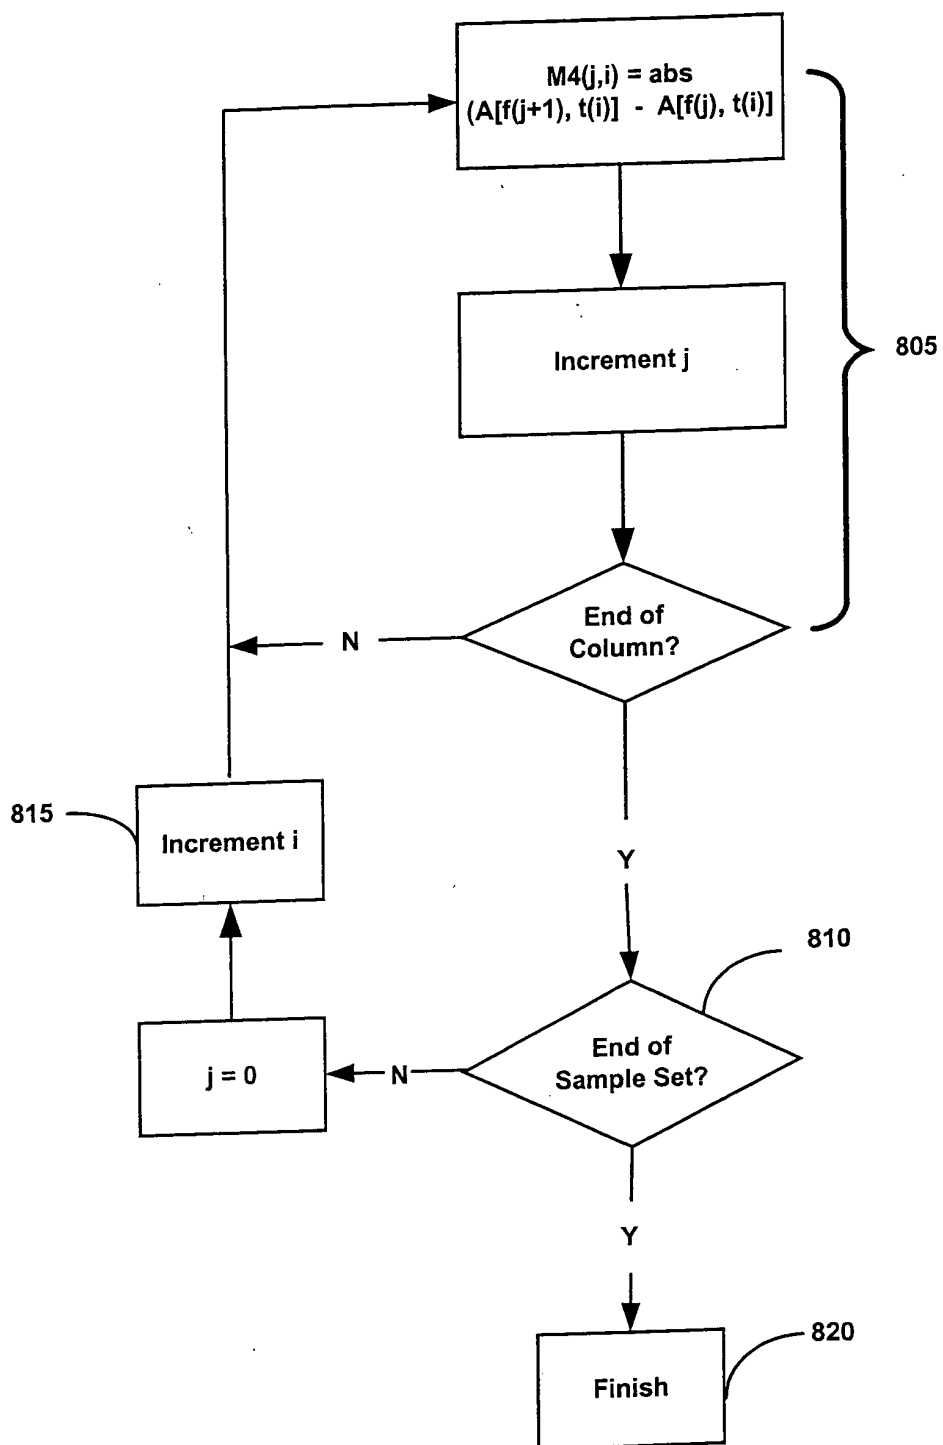 M4(j,i) = abs
(A[f(j+1), t(i)] - A[f(j), t(i)]
Increment j
805
End of
Column?
N
815
Increment i
Y
810
End of
Sample Set?
N
j = 0
Y
820
Finish